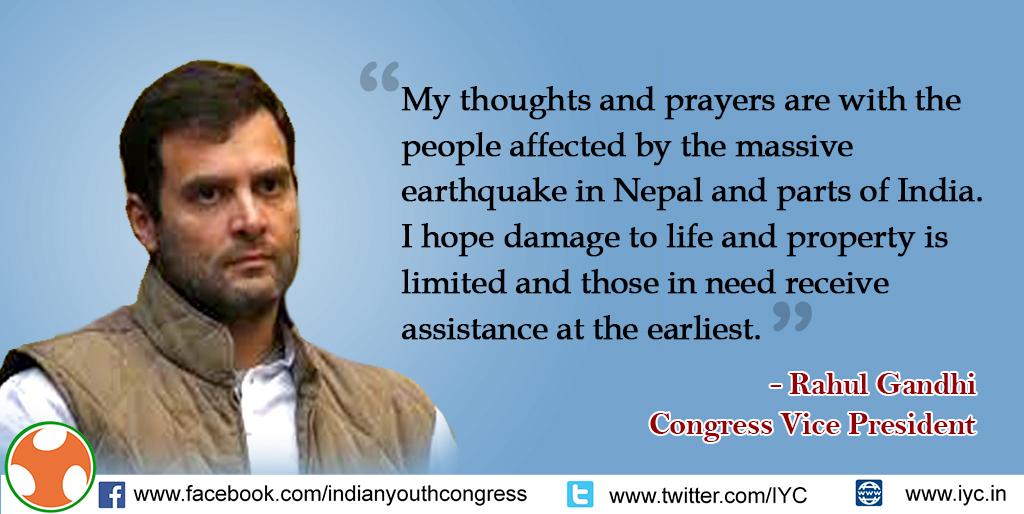 “My thoughts and prayers are with the
people affected by the massive
earthquake in Nepal and parts of India.
I hope damage to life and property is
limited and those in need receive
assistance at the earliest.”
- Rahul Gandhi
Congress Vice President
f www.facebook.com/indianyouthcongress www.twitter.com/IYC WWW www.iyc.in